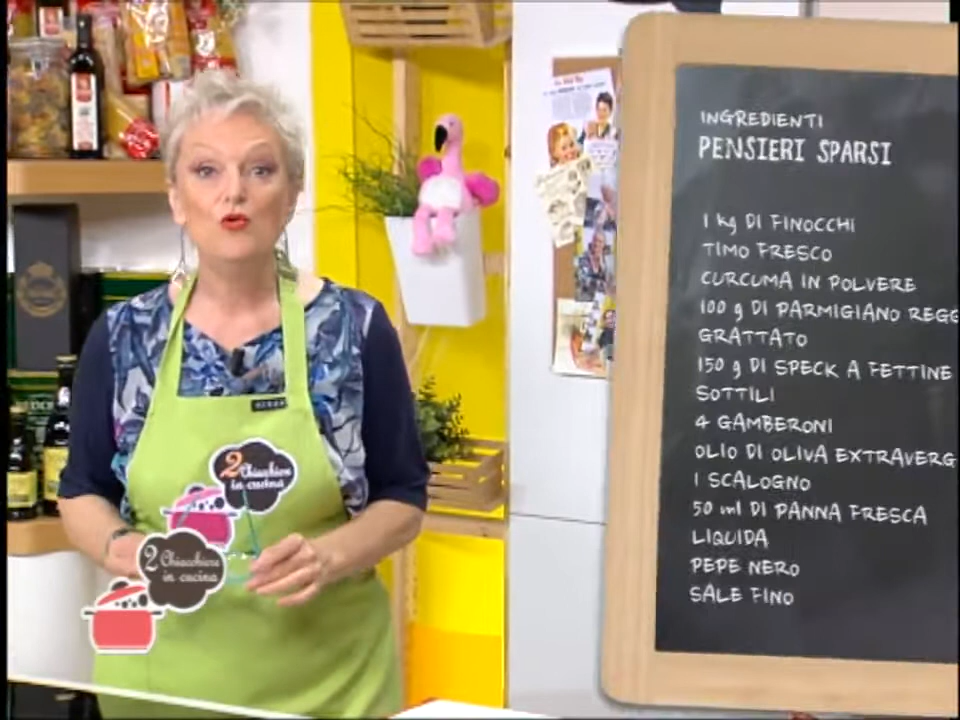 INGREDIENTI
PENSIERI SPARSI
1 kg DI FINOCCHI
TIMO FRESCO
CURCUMA IN POLVERE
100 g DI PARMIGIANO REGG
GRATTATO
150 g DI SPECK A FETTINE
SOTTILI
4 GAMBERONI
OLIO DI OLIVA EXTRAVERG
1 SCALOGNO
50 ml DI PANNA FRESCA
LIQUIDA
PEPE NERO
SALE FINO
2 Chiacchiere
in cucina
2 Chiacchiere
in cucina